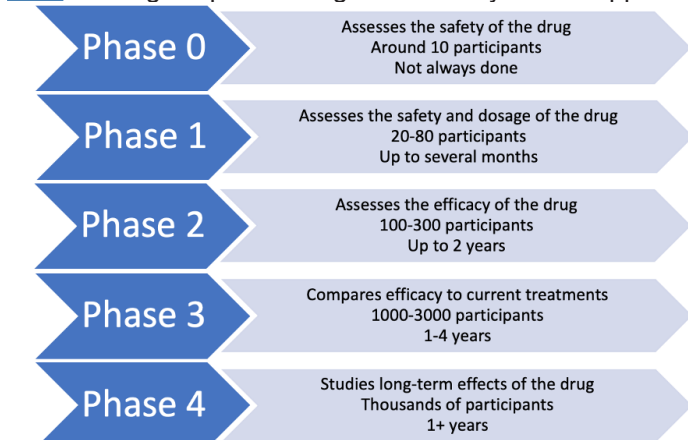 Phase 0
Assesses the safety of the drug
Around 10 participants
Not always done
Phase 1
Assesses the safety and dosage of the drug
20-80 participants
Up to several months
Phase 2
Assesses the efficacy of the drug
100-300 participants
Up to 2 years
Phase 3
Compares efficacy to current treatments
1000-3000 participants
1-4 years
Phase 4
Studies long-term effects of the drug
Thousands of participants
1+ years